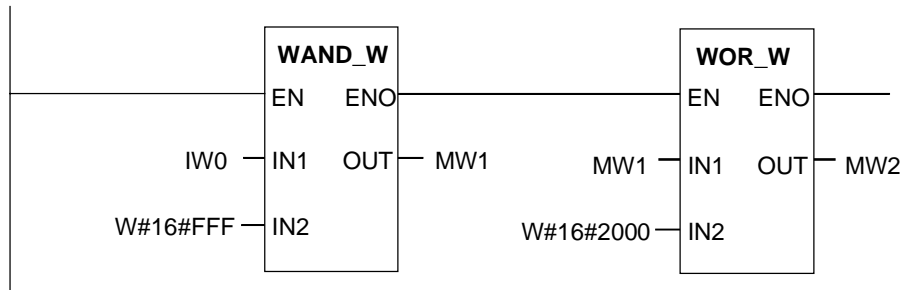 WAND_W
WOR_W
EN ENO
EN ENO
IW0 IN1 OUT MW1
MW1 IN1 OUT MW2
W#16#FFF IN2
W#16#2000 IN2